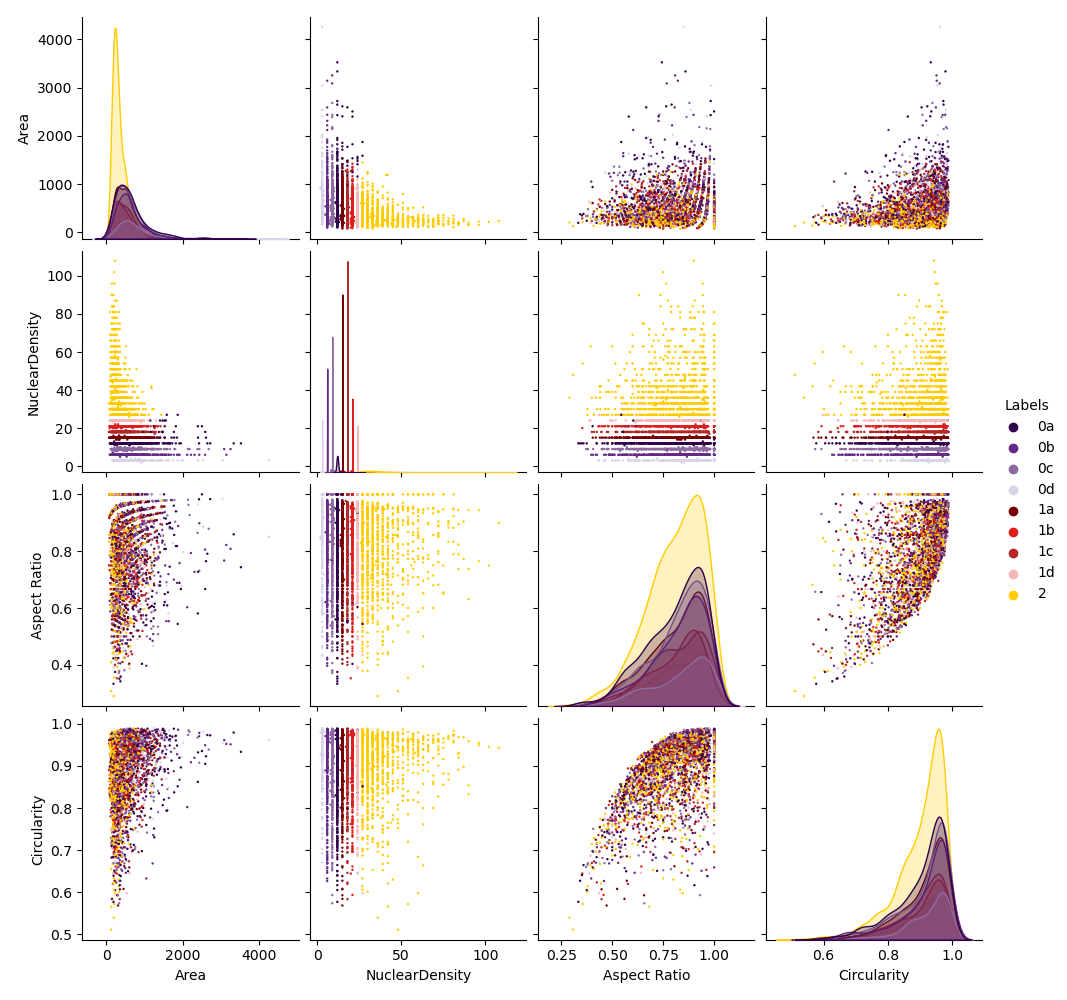 4000
3000
2000
1000
0
Area
100
80
60
40
20
0
NuclearDensity
Labels
0a
0b
0c
0d
1a
1b
1c
1d
2
1.0
0.8
0.6
0.4
Aspect Ratio
1.0
0.9
0.8
0.7
0.6
0.5
Circularity
0 2000 4000 0 50 100 0.25 0.50 0.75 1.00 0.6 0.8 1.0
Area NuclearDensity Aspect Ratio Circularity